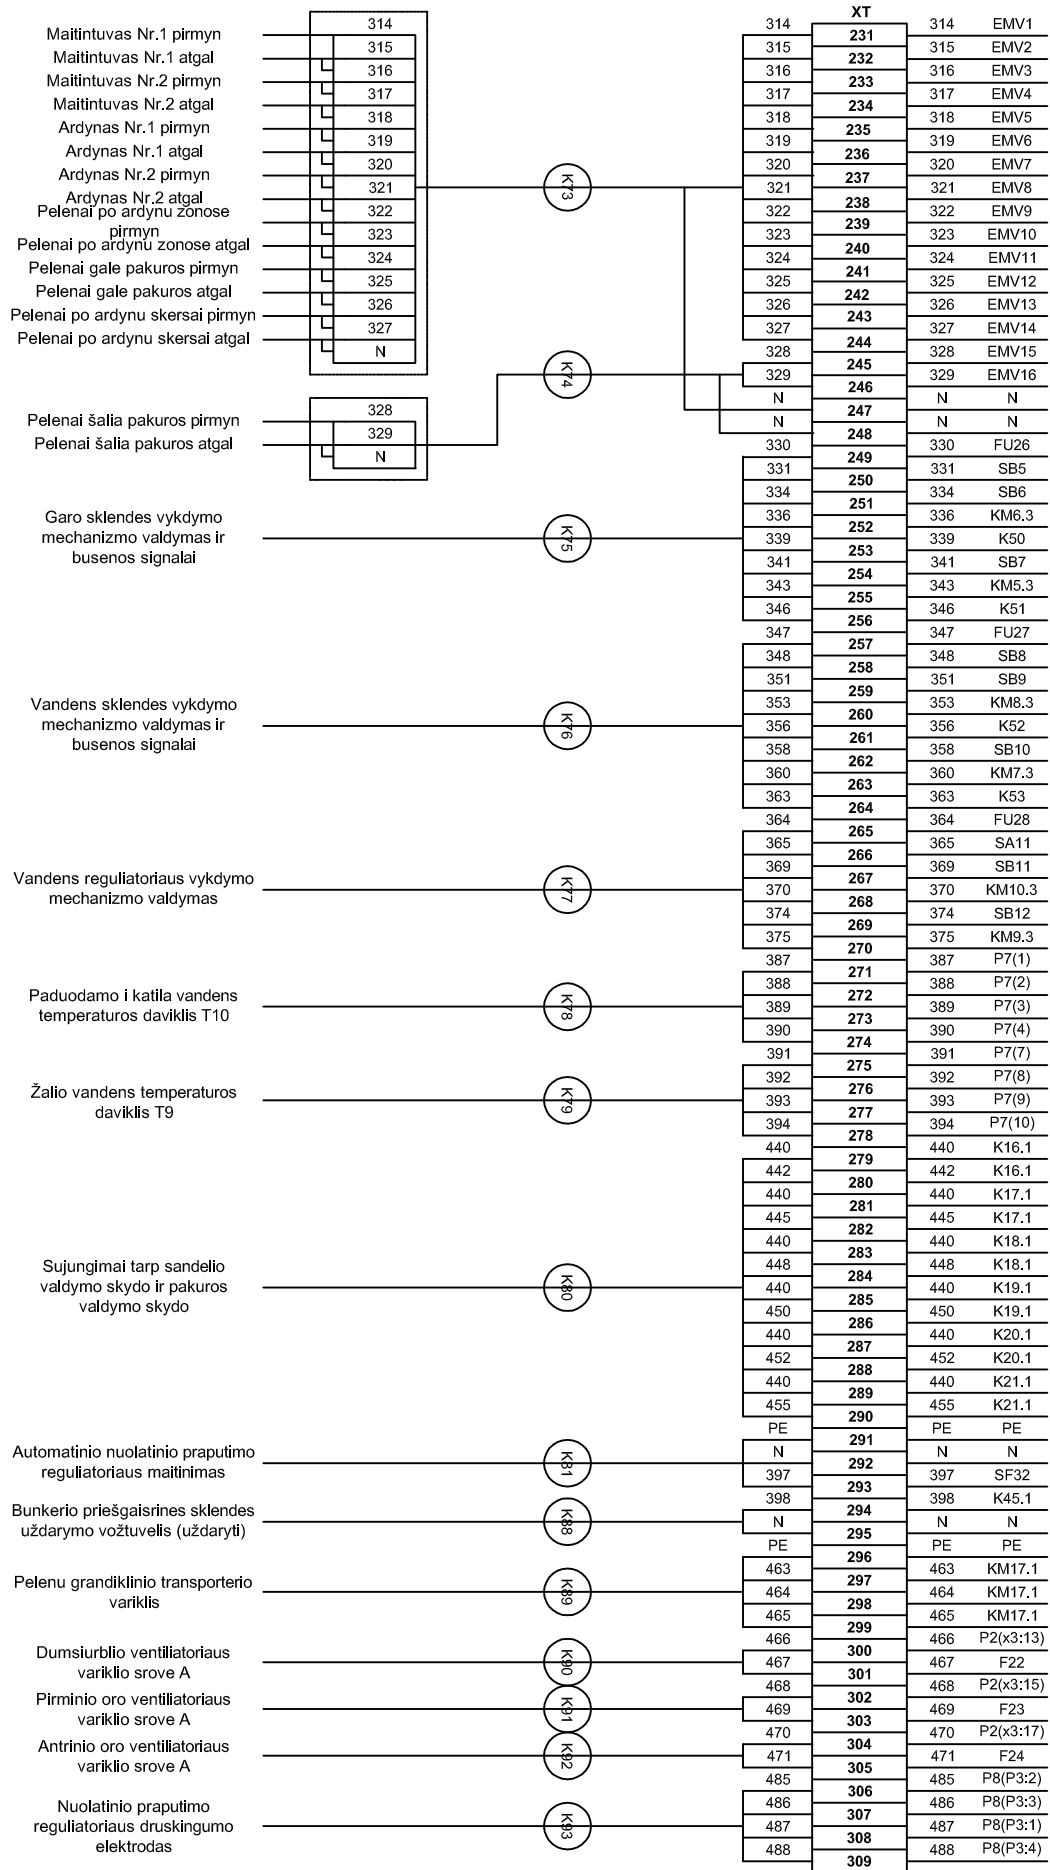 XT
Maitintuvas Nr.1 pirmyn 314 314 231 314 EMV1
Maitintuvas Nr.1 atgal 315 315 232 315 EMV2
Maitintuvas Nr.2 pirmyn 316 316 233 316 EMV3
Maitintuvas Nr.2 atgal 317 317 234 317 EMV4
Ardynas Nr.1 pirmyn 318 318 235 318 EMV5
Ardynas Nr.1 atgal 319 319 236 319 EMV6
Ardynas Nr.2 pirmyn 320 320 237 320 EMV7
Ardynas Nr.2 atgal 321 K73 321 238 321 EMV8
Pelenai po ardynu zonose
pirmyn 322 322 239 322 EMV9
Pelenai po ardynu zonose atgal 323 323 240 323 EMV10
Pelenai gale pakuros pirmyn 324 324 241 324 EMV11
Pelenai gale pakuros atgal 325 325 242 325 EMV12
Pelenai po ardynu skersai pirmyn 326 326 243 326 EMV13
Pelenai po ardynu skersai atgal 327 327 244 327 EMV14
N 328 245 328 EMV15
K74 329 246 329 EMV16
N 247 N N
Pelenai šalia pakuros pirmyn 328 N 248 N N
Pelenai šalia pakuros atgal 329 330 249 330 FU26
N 331 250 331 SB5
334 251 334 SB6
Garo sklendes vykdymo
mechanizmo valdymas ir
busenos signalai
K75
336 252 336 KM6.3
339 253 339 K50
341 254 341 SB7
343 255 343 KM5.3
346 256 346 K51
347 257 347 FU27
348 258 348 SB8
351 259 351 SB9
Vandens sklendes vykdymo
mechanizmo valdymas ir
busenos signalai
K76
353 260 353 KM8.3
356 261 356 K52
358 262 358 SB10
360 263 360 KM7.3
363 264 363 K53
364 265 364 FU28
365 266 365 SA11
Vandens reguliatoriaus vykdymo
mechanizmo valdymas
K77
369 267 369 SB11
370 268 370 KM10.3
374 269 374 SB12
375 270 375 KM9.3
387 271 387 P7(1)
Paduodamo i katila vandens
temperaturos daviklis T10
K78
388 272 388 P7(2)
389 273 389 P7(3)
390 274 390 P7(4)
391 275 391 P7(7)
Žalio vandens temperaturos
daviklis T9
K79
392 276 392 P7(8)
393 277 393 P7(9)
394 278 394 P7(10)
440 279 440 K16.1
442 280 442 K16.1
440 281 440 K17.1
445 282 445 K17.1
Sujungimai tarp sandelio
valdymo skydo ir pakuros
valdymo skydo
K80
440 283 440 K18.1
448 284 448 K18.1
440 285 440 K19.1
450 286 450 K19.1
440 287 440 K20.1
452 288 452 K20.1
440 289 440 K21.1
455 290 455 K21.1
PE 291 PE PE
Automatinio nuolatinio praputimo
reguliatoriaus maitinimas
K81
N 292 N N
397 293 397 SF32
Bunkerio priešgaisrines sklendes
uždarymo vožtuvelis (uždaryti)
K88
398 294 398 K45.1
N 295 N N
PE 296 PE PE
Pelenu grandiklinio transporterio
variklis
K89
463 297 463 KM17.1
464 298 464 KM17.1
465 299 465 KM17.1
Dumsiurblio ventiliatoriaus
variklio srove A
K90
466 300 466 P2(x3:13)
467 301 467 F22
Pirminio oro ventiliatoriaus
variklio srove A
K91
468 302 468 P2(x3:15)
469 303 469 F23
Antrinio oro ventiliatoriaus
variklio srove A
K92
470 304 470 P2(x3:17)
471 305 471 F24
485 306 485 P8(P3:2)
Nuolatinio praputimo
reguliatoriaus druskingumo
elektrodas
K93
486 307 486 P8(P3:3)
487 308 487 P8(P3:1)
488 309 488 P8(P3:4)